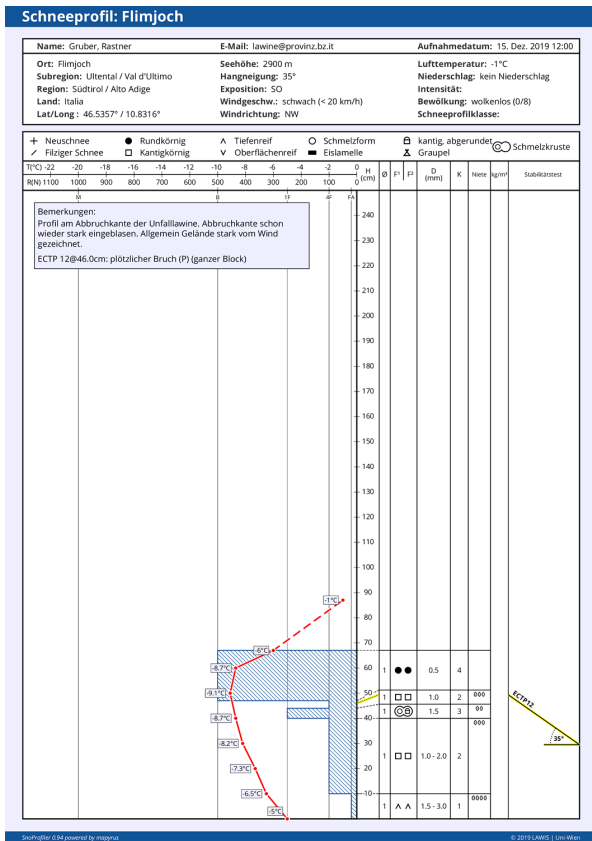 Schneeprofil: Flimjoch
Name: Gruber, Rastner E-Mail: lawine@provinz.bz.it Aufnahmedatum: 15. Dez. 2019 12:00
Ort: Flimjoch Seehöhe: 2900 m Lufttemperatur: -1°C
Subregion: Ultental / Val d'Ultimo Hangneigung: 35° Niederschlag: kein Niederschlag
Region: Südtirol / Alto Adige Exposition: SO Intensität:
Land: Italia Windgeschw.: schwach (< 20 km/h) Bewölkung: wolkenlos (0/8)
Lat/Long : 46.5357° / 10.8316° Windrichtung: NW Schneeprofilklasse:
Neuschnee Rundkörnig Tiefenreif Schmelzform kantig, abgerundet Schmelzkruste
Filziger Schnee Kantigkörnig Oberflächenreif Eislamelle Graupel
T(°C) -22 -20 -18 -16 -14 -12 -10 -8 -6 -4 -2 0 H (cm) Ø F¹ F² D (mm) K Niete kg/m³ Stabilitätstest
R(N) 1100 1000 900 800 700 600 500 400 300 200 100 0
M B 1F 4F FA
Bemerkungen:
Profil am Abbruchkante der Unfalllawine. Abbruchkante schon
wieder stark eingeblasen. Allgemein Gelände stark vom Wind
gezeichnet.
ECTP 12@46.0cm: plötzlicher Bruch (P) (ganzer Block)
240
230
220
210
200
190
180
170
160
150
140
130
120
110
100
90
-1°C
80
70
-6°C
-8.7°C 60 1 0.5 4
-9.1°C 50 1 1.0 2 000 ECTP12
1 1.5 3 00
-8.7°C 40 000
-8.2°C 30 35°
1 1.0 - 2.0 2
-7.3°C 20
-6.5°C 10 0000
-5°C 1 1.5 - 3.0 1
SnoProfiler 0.94 powered by mapyrus © 2019 LAWIS | Uni-Wien